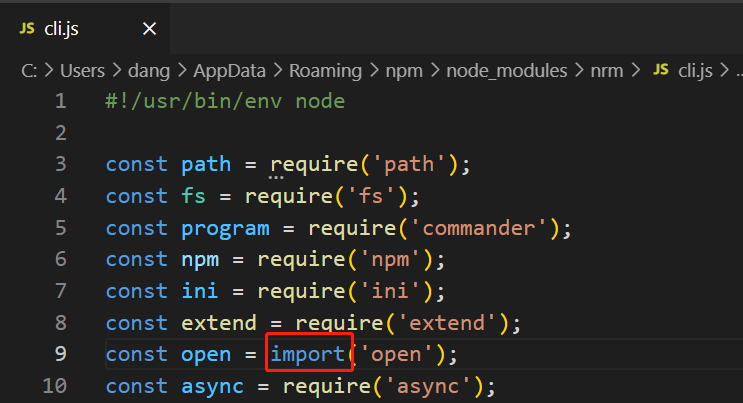 JS cli.js ×
C: > Users > dang > AppData > Roaming > npm > node_modules > nrm > JS cli.js > ..
1 #!/usr/bin/env node
2
3 const path = require('path');
4 const fs = require('fs');
5 const program = require('commander');
6 const npm = require('npm');
7 const ini = require('ini');
8 const extend = require('extend');
9 const open = import('open');
10 const async = require('async');